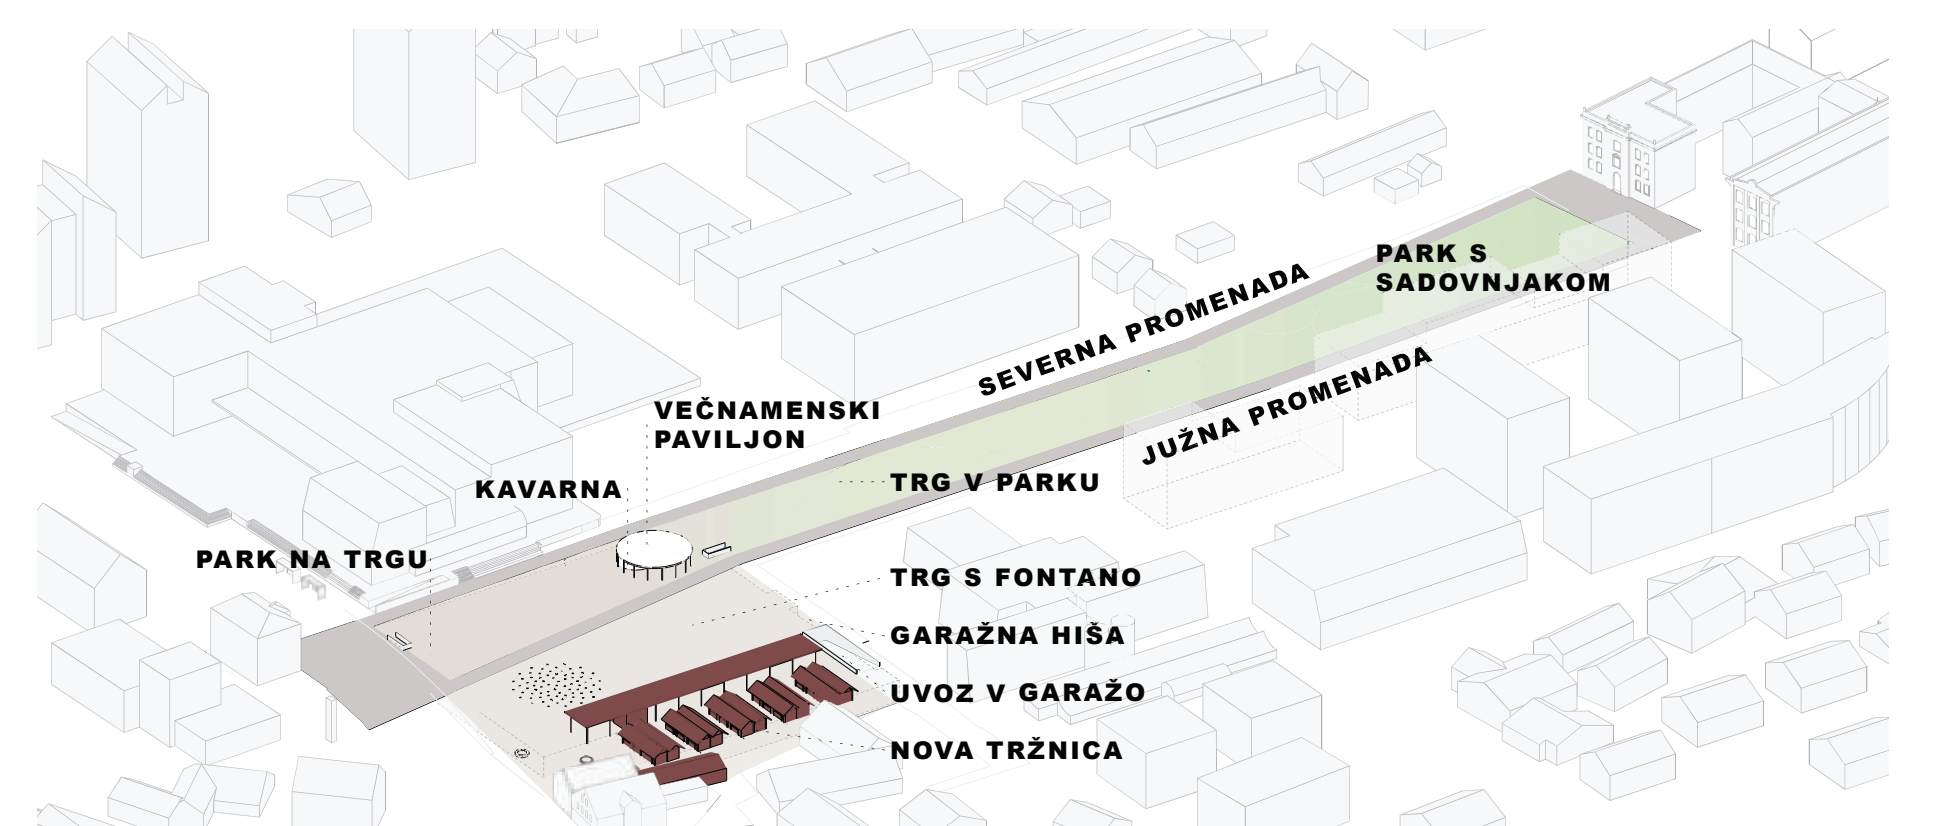 PARK S
SADOVNJAKOM
SEVERNA PROMENADA
JUŽNA PROMENADA
VEČNAMENSKI
PAVILJON
KAVARNA
TRG V PARKU
PARK NA TRGU
TRG S FONTANO
GARAŽNA HIŠA
UVOZ V GARAŽO
NOVA TRŽNICA